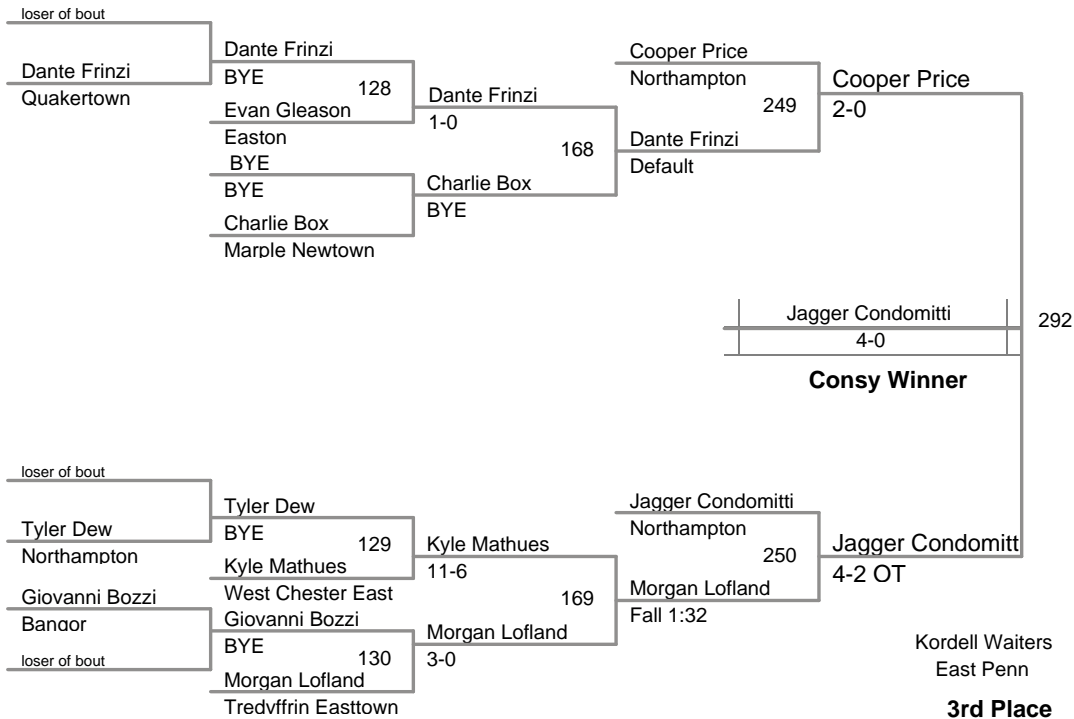 loser of bout
Dante Frinzi
Quakertown
Dante Frinzi
BYE
128
Evan Gleason
Easton
BYE
BYE
Charlie Box
Marple Newtown
Dante Frinzi
1-0
168
Charlie Box
BYE
Cooper Price
Northampton
249
Dante Frinzi
Default
Cooper Price
2-0
Jagger Condomitti
4-0
292
Consy Winner
loser of bout
Tyler Dew
Northampton
Giovanni Bozzi
Bangor
loser of bout
Tyler Dew
BYE
129
Kyle Mathues
West Chester East
Giovanni Bozzi
BYE
130
Morgan Lofland
Tredyffrin Easttown
Kyle Mathues
11-6
169
Morgan Lofland
3-0
Jagger Condomitti
Northampton
250
Morgan Lofland
Fall 1:32
Jagger Condomitt
4-2 OT
Kordell Waiters
East Penn
3rd Place